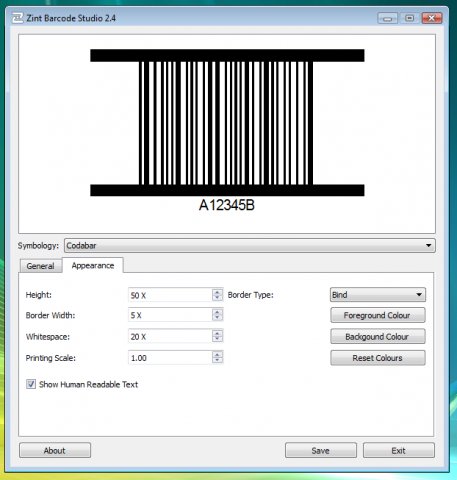 Zint Barcode Studio 2.4
A12345B
Symbology: Codabar
General Appearance
Height: 50 X Border Type: Bind
Border Width: 5 X Foreground Colour
Whitespace: 20 X Backgound Colour
Printing Scale: 1.00 Reset Colours
Show Human Readable Text
About Save Exit